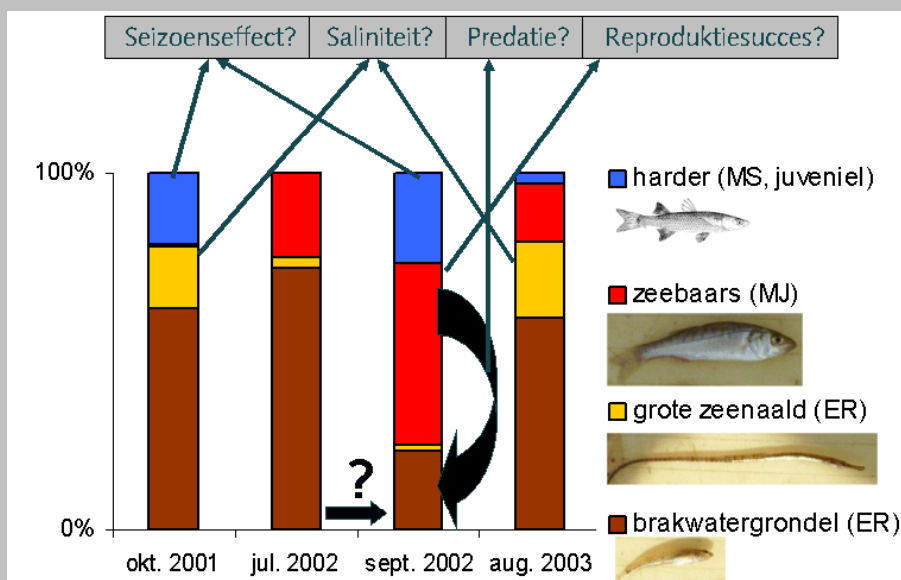 Seizoenseffect? Saliniteit? Predatie? Reproduktiesucces?
100%
harder (MS, juveniel)
zeebaars (MJ)
grote zeenaald (ER)
?
brakwatergrondel (ER)
0%
okt. 2001 jul. 2002 sept. 2002 aug. 2003